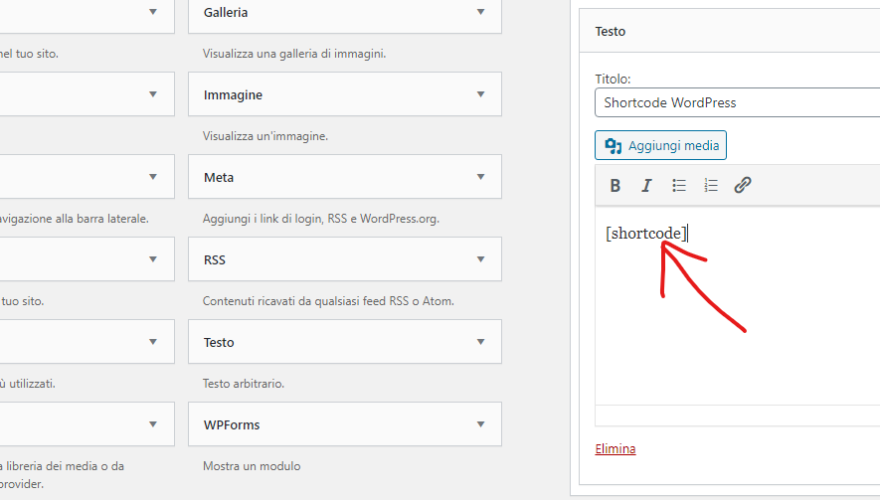 Galleria
nel tuo sito.
Visualizza una galleria di immagini.
Immagine
Visualizza un'immagine.
Meta
avigazione alla barra laterale.
Aggiungi i link di login, RSS e WordPress.org.
RSS
tuo sito.
Contenuti ricavati da qualsiasi feed RSS o Atom.
Testo
ù utilizzati.
Testo arbitrario.
WPForms
a libreria dei media o da
provider.
Mostra un modulo
Testo
Titolo:
Shortcode WordPress
Aggiungi media
B I
[shortcode]
Elimina